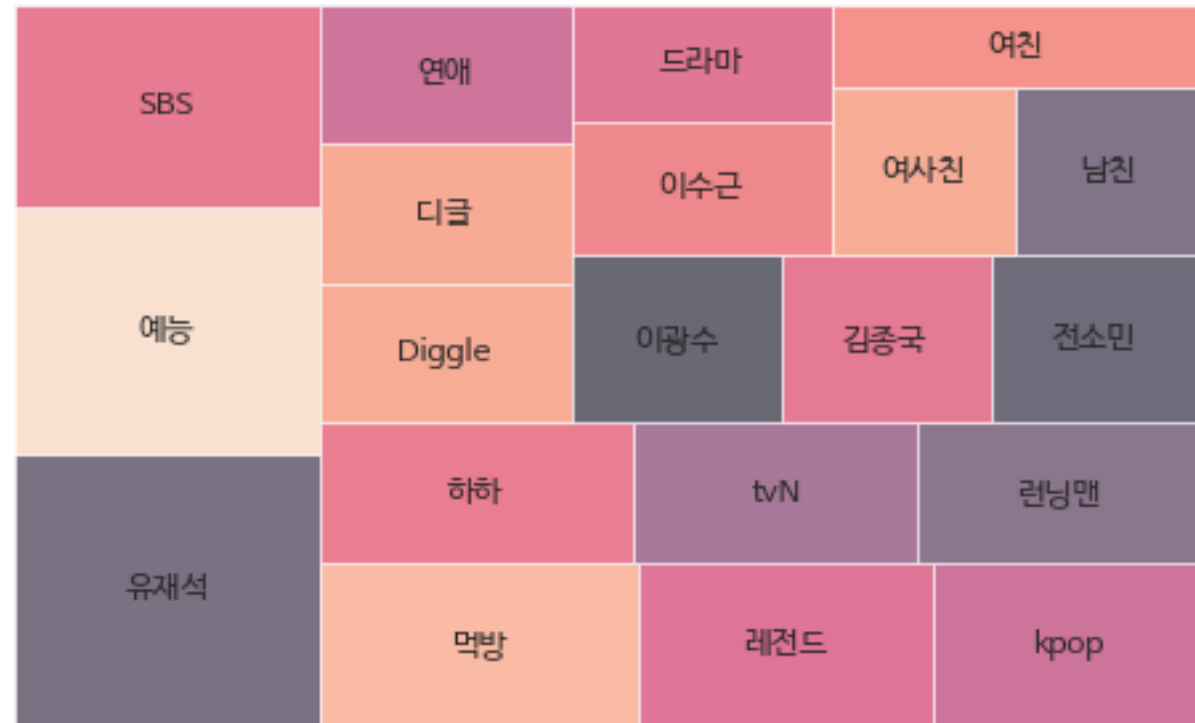 SBS
예능
유재석
연애
디글
Diggle
드라마
이수근
여친
여사친
남친
이광수
김종국
전소민
하하
tvN
런닝맨
먹방
레전드
kpop